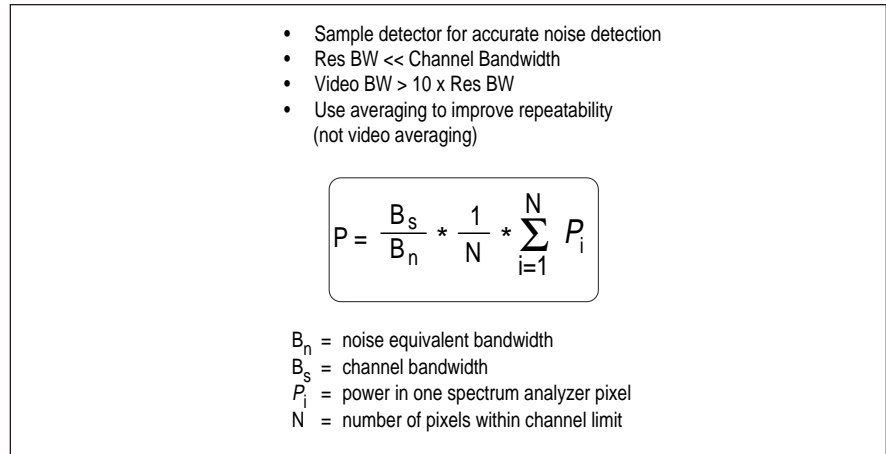 • Sample detector for accurate noise detection
• Res BW << Channel Bandwidth
• Video BW > 10 x Res BW
• Use averaging to improve repeatability
(not video averaging)
P = B_s / B_n * 1 / N * N Σ i=1 P_i
B_n = noise equivalent bandwidth
B_s = channel bandwidth
P_i = power in one spectrum analyzer pixel
N = number of pixels within channel limit